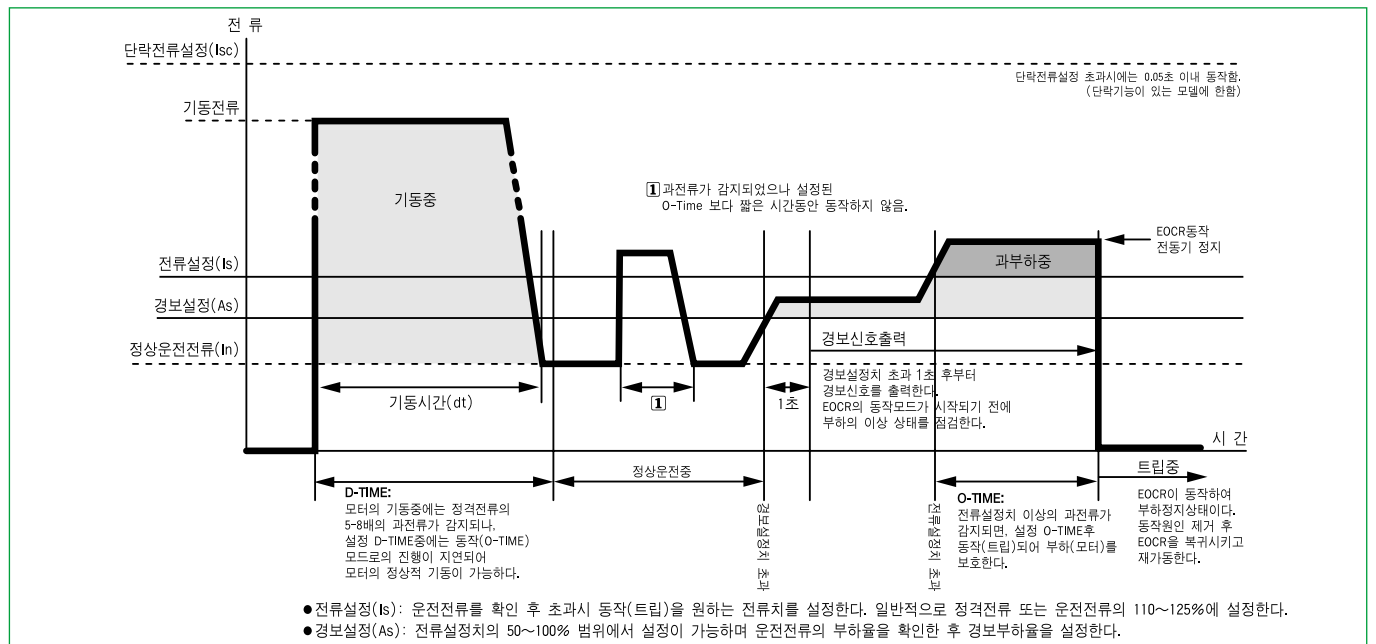 전 류
단락전류설정(Isc)
단락전류설정 초과시에는 0.05초 이내 동작함.
(단락기능이 있는 모델에 한함)
기동전류
기동중
1 과전류가 감지되었으나 설정된
O-Time 보다 짧은 시간동안 동작하지 않음.
EOCR동작
전동기 정지
전류설정(Is)
과부하중
경보설정(As)
정상운전전류(In)
경보신호출력
기동시간(dt)
1
1초
경보설정치 초과 1초 후부터
경보신호를 출력한다.
EOCR의 동작모드가 시작되기 전에
부하의 이상 상태를 점검한다.
시 간
정상운전중
트립중
D-TIME:
모터의 기동중에는 정격전류의
5-8배의 과전류가 감지되나,
설정 D-TIME중에는 동작(O-TIME)
모드로의 진행이 지연되어
모터의 정상적 기동이 가능하다.
경보설정치 초과
전류설정치 초과
O-TIME:
전류설정치 이상의 과전류가
감지되면, 설정 O-TIME후
동작(트립)되어 부하(모터)를
보호한다.
EOCR이 동작하여
부하정지상태이다.
동작원인 제거 후
EOCR을 복귀시키고
재가동한다.
●전류설정(Is): 운전전류를 확인 후 초과시 동작(트립)을 원하는 전류치를 설정한다. 일반적으로 정격전류 또는 운전전류의 110~125%에 설정한다.
●경보설정(As): 전류설정치의 50~100% 범위에서 설정이 가능하며 운전전류의 부하율을 확인한 후 경보부하율을 설정한다.